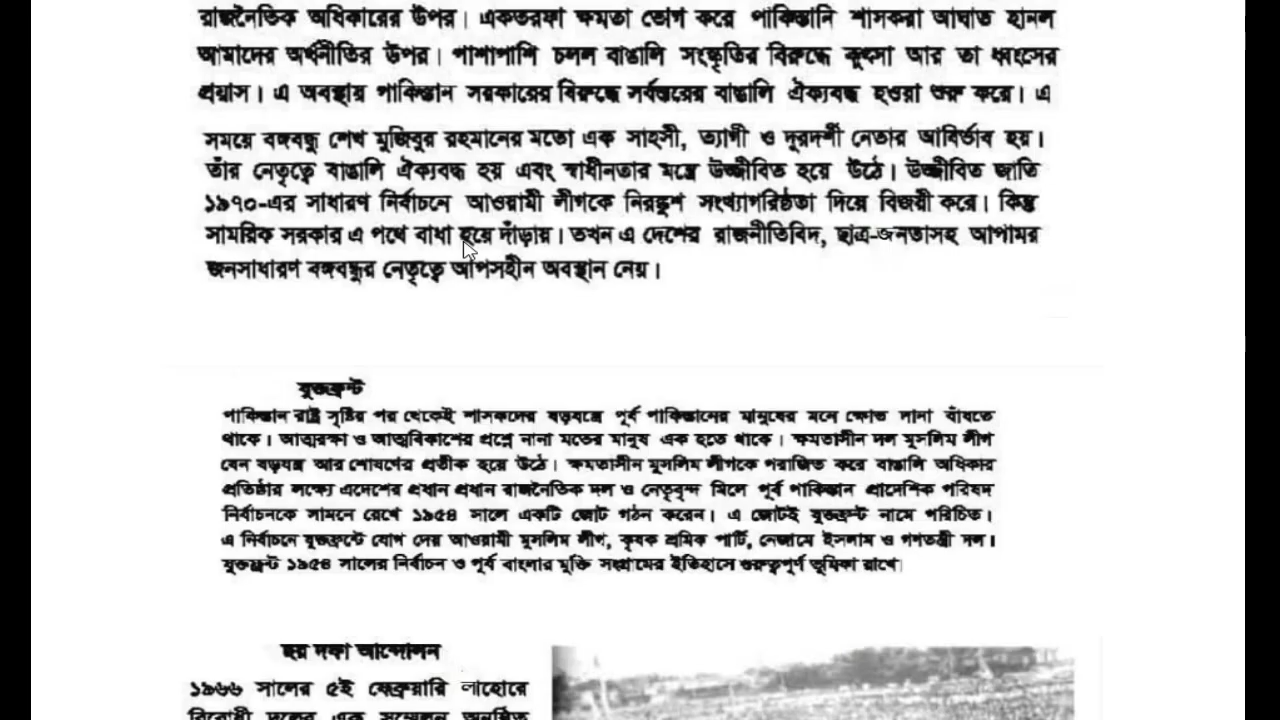 রাজনৈতিক অধিকারের উপর। একতরফা ক্ষমতা ভোগ করে পাকিস্তানি শাসকরা আঘাত হানল
আমাদের অর্থনীতির উপর। পাশাপাশি চলল বাঙালি সংস্কৃতির বিরুদ্ধে কুৎসা আর তা ধ্বংসের
প্রয়াস। এ অবস্থায় পাকিস্তান সরকারের বিরুদ্ধে সর্বস্তরের বাঙালি ঐক্যবদ্ধ হওয়া শুরু করে। এ
সময়ে বঙ্গবন্ধু শেখ মুজিবুর রহমানের মতো এক সাহসী, ত্যাগী ও দূরদর্শী নেতার আবির্ভাব হয়।
তাঁর নেতৃত্বে বাঙালি ঐক্যবদ্ধ হয় এবং স্বাধীনতার মন্ত্রে উজ্জীবিত হয়ে উঠে। উজ্জীবিত জাতি
১৯৭০-এর সাধারণ নির্বাচনে আওয়ামী লীগকে নিরঙ্কুশ সংখ্যাগরিষ্ঠতা দিয়ে বিজয়ী করে। কিন্তু
সামরিক সরকার এ পথে বাধা হয়ে দাঁড়ায়। তখন এ দেশের রাজনীতিবিদ, ছাত্র-জনতাসহ আপামর
জনসাধারণ বঙ্গবন্ধুর নেতৃত্বে আপসহীন অবস্থান নেয়।
যুক্তফ্রন্ট
পাকিস্তান রাষ্ট্র সৃষ্টির পর থেকেই শাসকদের ষড়যন্ত্রে পূর্ব পাকিস্তানের মানুষের মনে ক্ষোভ দানা বাঁধতে
থাকে। আত্মরক্ষা ও আত্মবিকাশের প্রশ্নে নানা মতের মানুষ এক হতে থাকে। ক্ষমতাসীন দল মুসলিম লীগ
যেন ষড়যন্ত্র আর শোষণের প্রতীক হয়ে উঠে। ক্ষমতাসীন মুসলিম লীগকে পরাজিত করে বাঙালি অধিকার
প্রতিষ্ঠার লক্ষ্যে এদেশের প্রধান প্রধান রাজনৈতিক দল ও নেতৃবৃন্দ মিলে পূর্ব পাকিস্তান প্রাদেশিক পরিষদ
নির্বাচনকে সামনে রেখে ১৯৫৪ সালে একটি জোট গঠন করেন। এ জোটই যুক্তফ্রন্ট নামে পরিচিত।
এ নির্বাচনে যুক্তফ্রন্টে যোগ দেয় আওয়ামী মুসলিম লীগ, কৃষক শ্রমিক পার্টি, নেজামে ইসলাম ও গণতন্ত্রী দল।
যুক্তফ্রন্ট ১৯৫৪ সালের নির্বাচন ও পূর্ব বাংলার মুক্তি সংগ্রামের ইতিহাসে গুরুত্বপূর্ণ ভূমিকা রাখে।
ছয় দফা আন্দোলন
১৯৬৬ সালের ৫ই ফেব্রুয়ারি লাহোরে
বিরোধী দলের এক সম্মেলন অনুষ্ঠিত